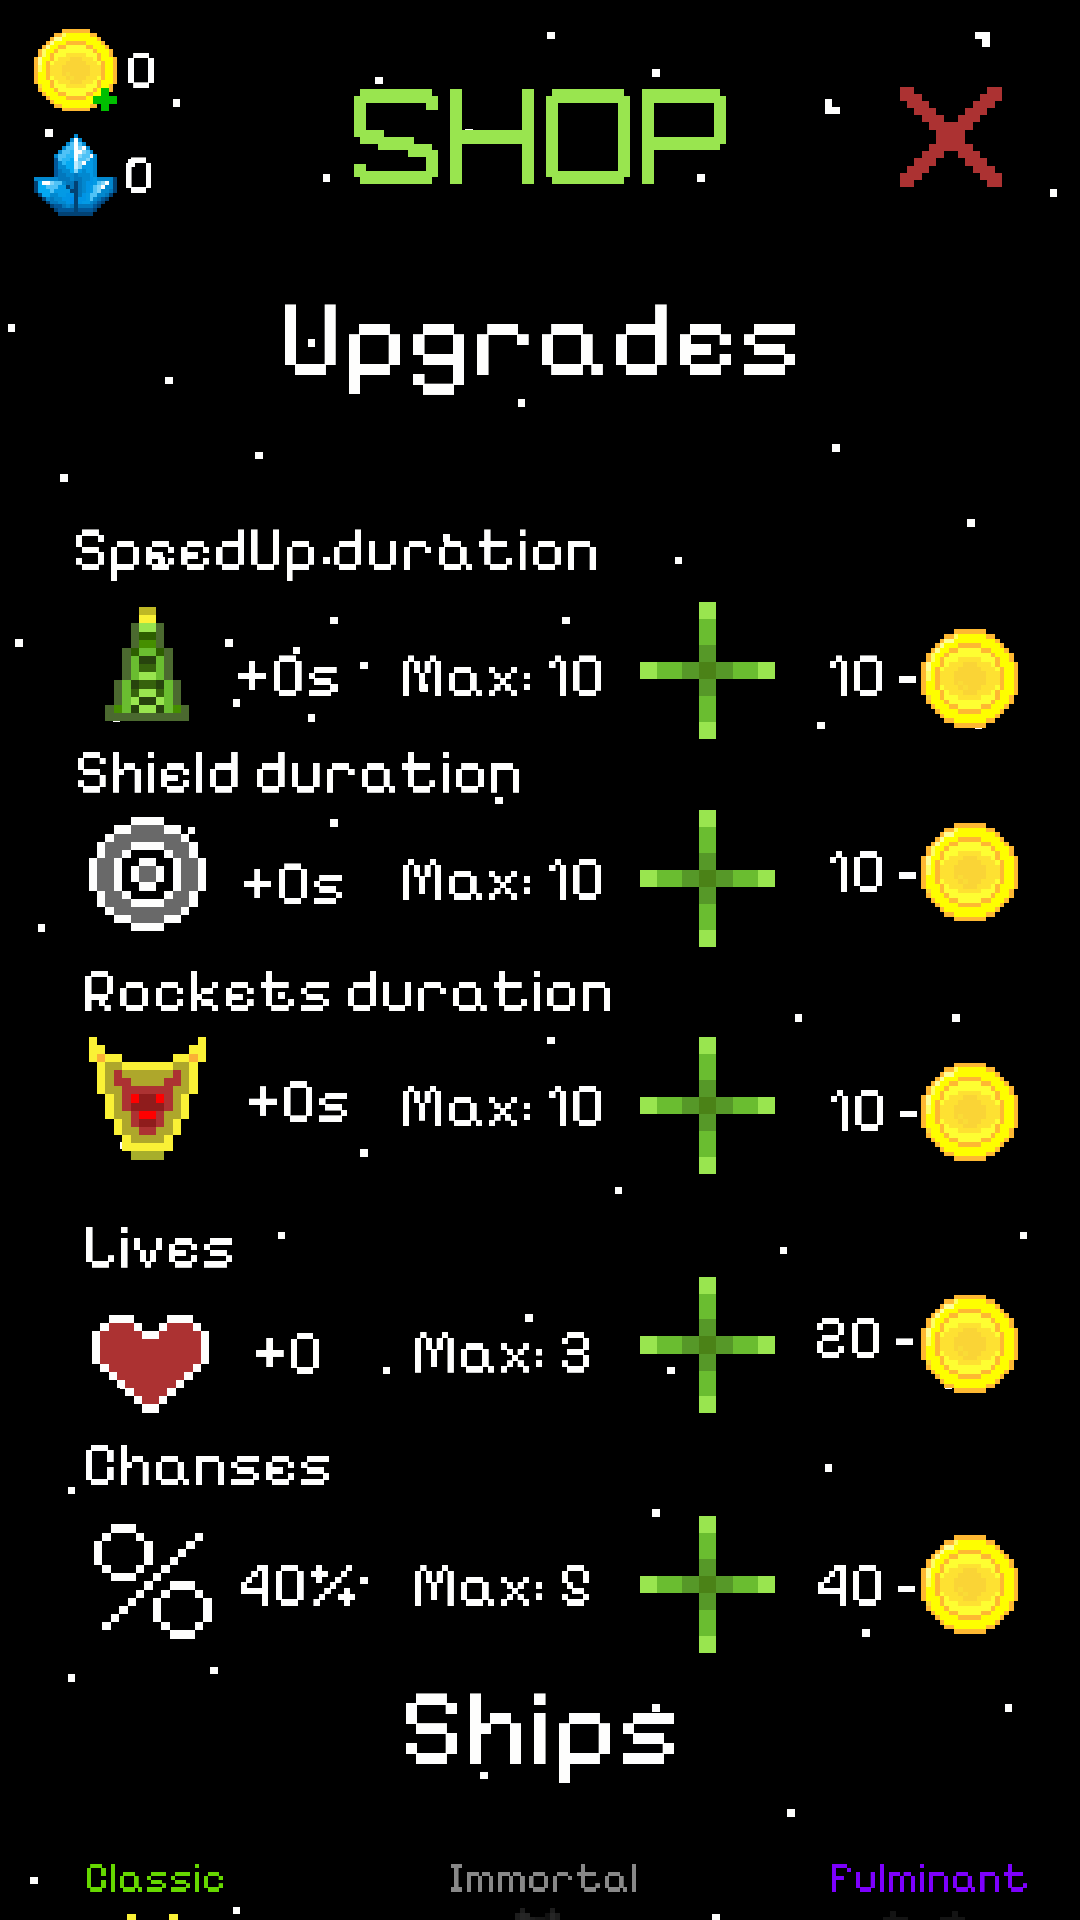 0
SHOP
0
Upgrades
SpeedUp duration
+0s Max: 10 10 -
Shield duration
+0s Max: 10 10 -
Rockets duration
+0s Max: 10 10 -
Lives
+0 Max: 3 20 -
Chanses
40% Max: 8 40 -
Ships
Classic Immortal Fulminant